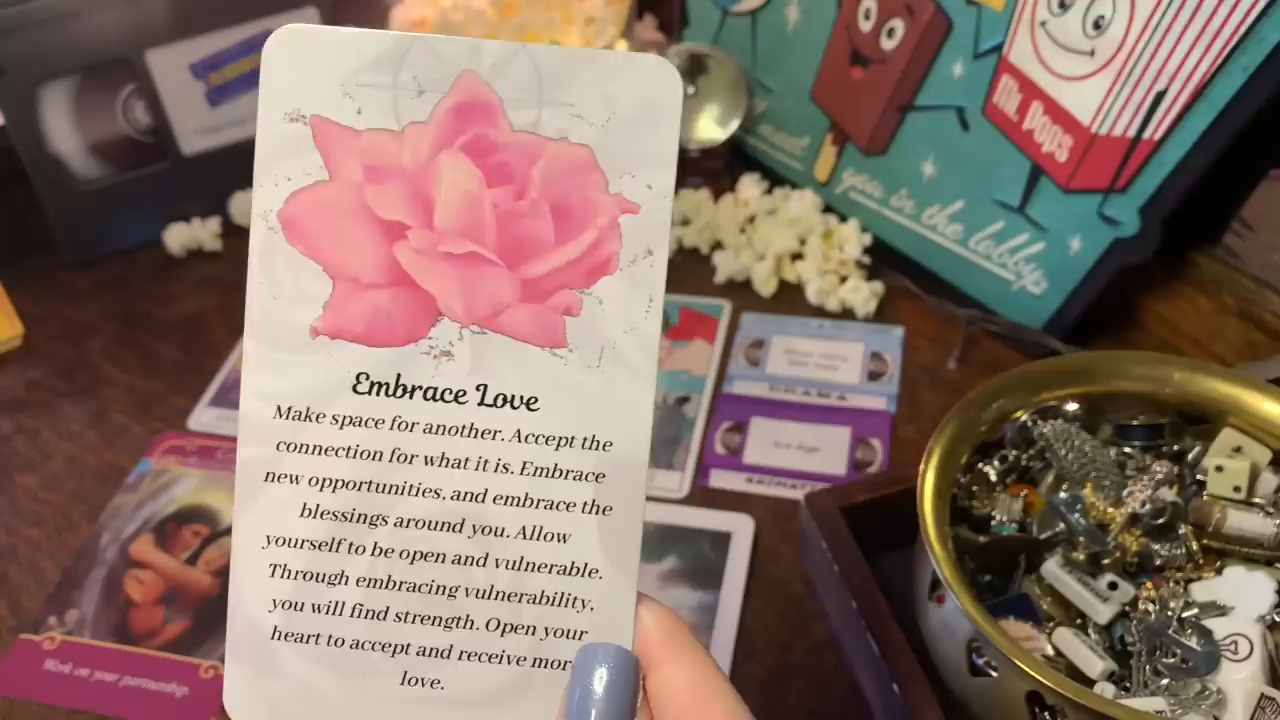 Embrace Love
Make space for another. Accept the
connection for what it is. Embrace
new opportunities, and embrace the
blessings around you. Allow
yourself to be open and vulnerable.
Through embracing vulnerability,
you will find strength. Open your
heart to accept and receive mor
love.
Mr. Pops
meet
you in the lobby
DRAMA
Work on your partnership.